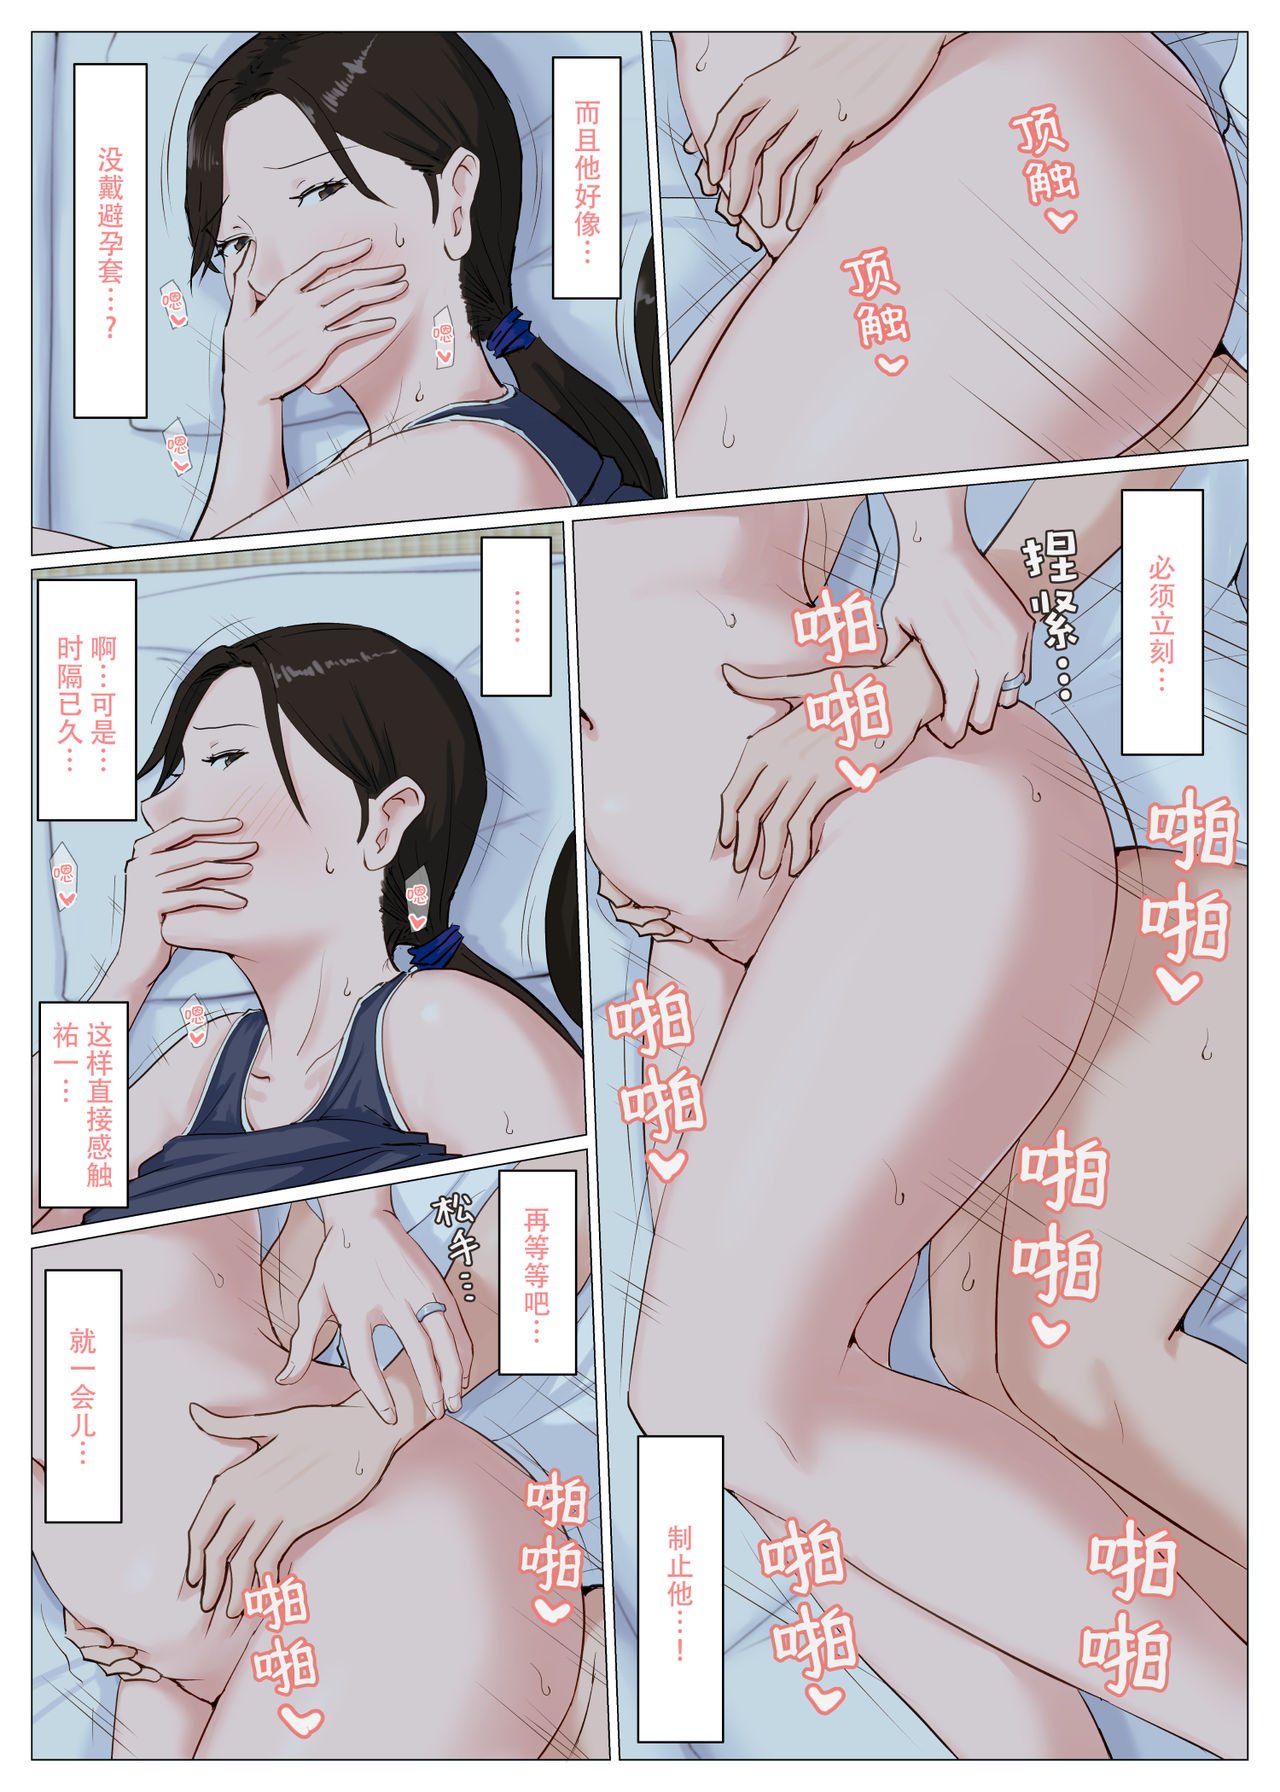 顶触
顶触
而且他好像…
没戴避孕套…?
嗯
嗯
嗯
必须立刻…
捏紧…
啪啪
啪啪
啪啪
啪啪
啪啪
啪啪
制止他…!
……
啊…可是…
时隔已久…
嗯
嗯
嗯
这样直接感触
祐一…
再等等吧…
松手…
就一会儿…
啪啪
啪啪